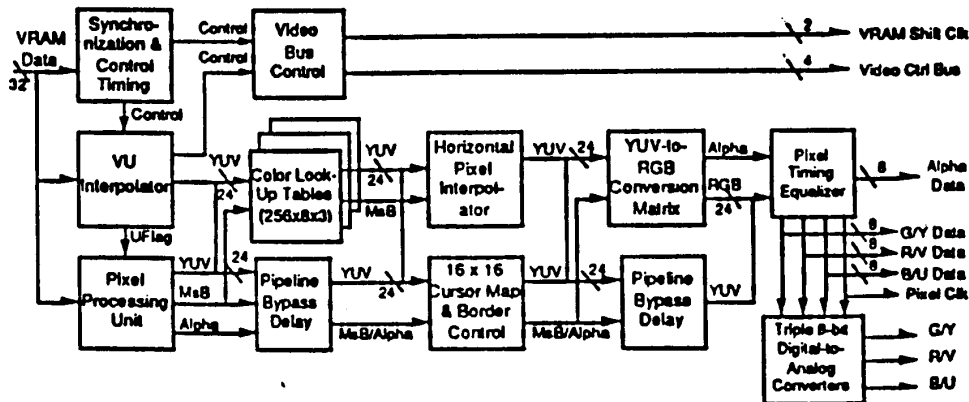 VRAM
Data
32
Synchro-
nization &
Control
Timing
Control
Control
Video
Bus
Control
2
VRAM Shift Clk
4
Video Ctrl Bus
Control
VU
Interpolator
YUV
24
Color Look-
Up Tables
(256x8x3)
YUV
24
MsB
Horizontal
Pixel
Interpol-
ator
YUV
24
YUV-to-
RGB
Conversion
Matrix
Alpha
RGB
24
Pixel
Timing
Equalizer
8
Alpha
Data
UFlag
Pixel
Processing
Unit
YUV
24
MsB
Alpha
Pipeline
Bypass
Delay
YUV
24
MsB/Alpha
16 x 16
Cursor Map
& Border
Control
YUV
24
MsB/Alpha
Pipeline
Bypass
Delay
YUV
8
G/Y Data
8
R/V Data
8
B/U Data
Pixel Clk
Triple 8-bit
Digital-to-
Analog
Converters
G/Y
R/V
B/U